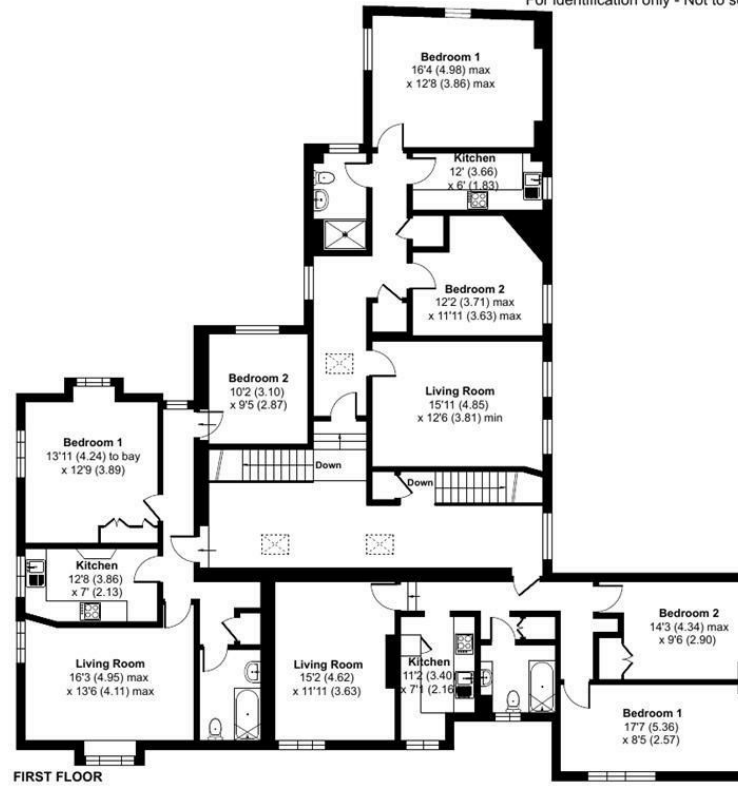 For identification only - Not to
Bedroom 1
16'4 (4.98) max
x 12'8 (3.86) max
Kitchen
12' (3.66)
x 6' (1.83)
Bedroom 2
12'2 (3.71) max
x 11'11 (3.63) max
Bedroom 2
10'2 (3.10)
x 9'5 (2.87)
Living Room
15'11 (4.85)
x 12'6 (3.81) min
Bedroom 1
13'11 (4.24) to bay
x 12'9 (3.89)
Down
Down
Kitchen
12'8 (3.86)
x 7' (2.13)
Living Room
16'3 (4.95) max
x 13'6 (4.11) max
Living Room
15'2 (4.62)
x 11'11 (3.63)
Kitchen
11'2 (3.40)
x 7'1 (2.16)
Bedroom 2
14'3 (4.34) max
x 9'6 (2.90)
Bedroom 1
17'7 (5.36)
x 8'5 (2.57)
FIRST FLOOR